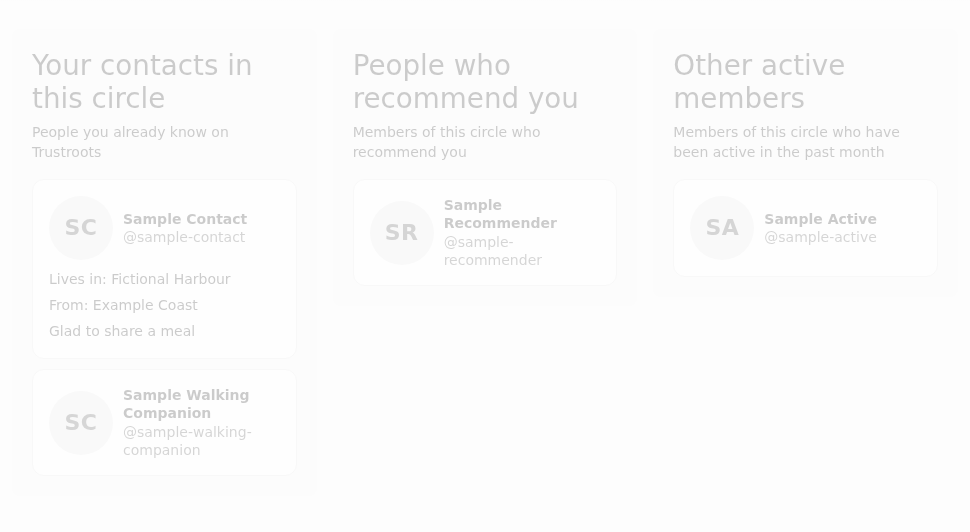 Your contacts in
this circle
People you already know on
Trustroots
SC
Sample Contact
@sample-contact
Lives in: Fictional Harbour
From: Example Coast
Glad to share a meal
SC
Sample Walking
Companion
@sample-walking-
companion
People who
recommend you
Members of this circle who
recommend you
SR
Sample
Recommender
@sample-
recommender
Other active
members
Members of this circle who have
been active in the past month
SA
Sample Active
@sample-active